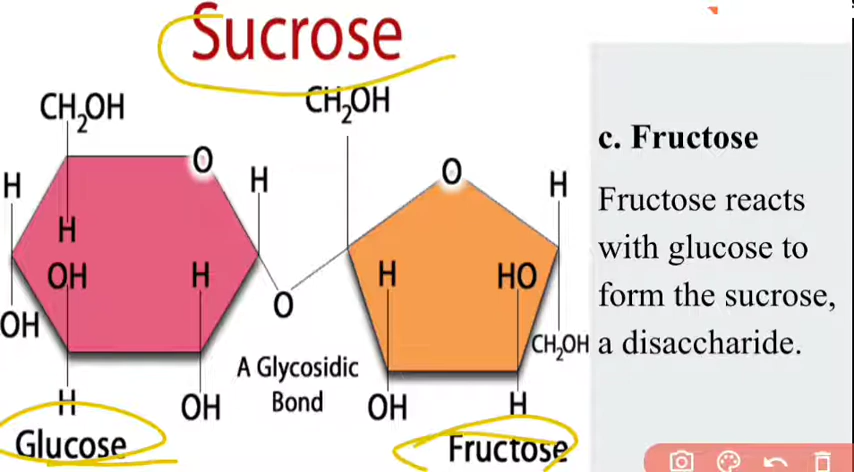 Sucrose
CH₂OH
CH₂OH
O
O
H
H
H
H
OH
H
H
HO
O
OH
CH₂OH
A Glycosidic
Bond
H
OH
OH
H
Glucose
Fructose
c. Fructose
Fructose reacts
with glucose to
form the sucrose,
a disaccharide.